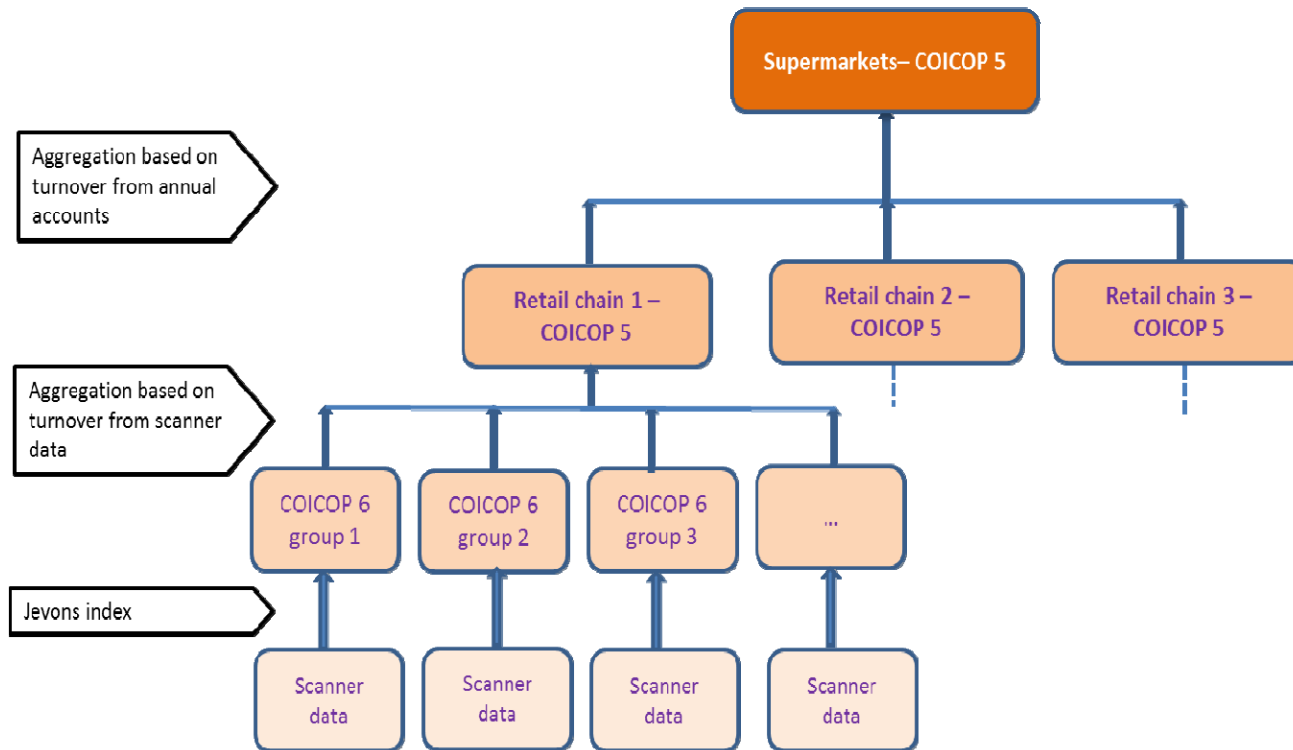 Supermarkets– COICOP 5
Aggregation based on
turnover from annual
accounts
Retail chain 1 –
COICOP 5
Retail chain 2 –
COICOP 5
Retail chain 3 –
COICOP 5
Aggregation based on
turnover from scanner
data
COICOP 6
group 1
COICOP 6
group 2
COICOP 6
group 3
...
Jevons index
Scanner
data
Scanner
data
Scanner
data
Scanner
data